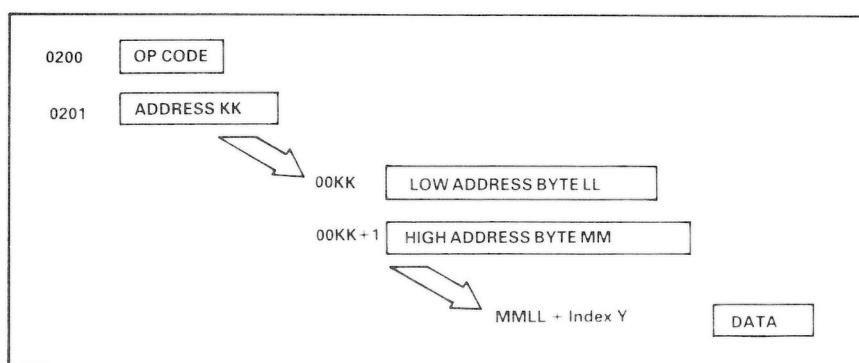 0200 OP CODE
0201 ADDRESS KK
00KK LOW ADDRESS BYTE LL
00KK + 1 HIGH ADDRESS BYTE MM
MMLL + Index Y DATA